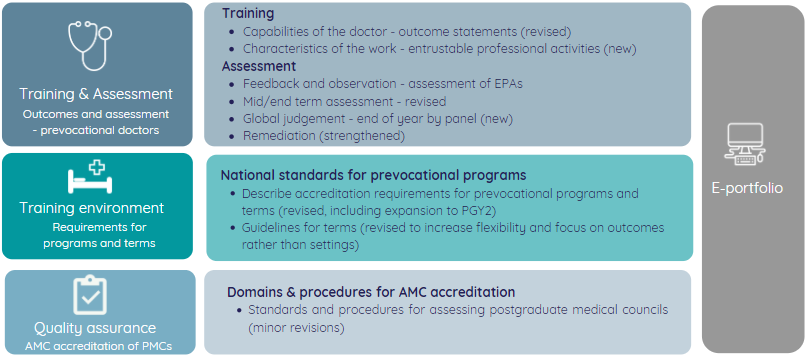 Training & Assessment
Outcomes and assessment
- prevocational doctors
Training
• Capabilities of the doctor - outcome statements (revised)
• Characteristics of the work - entrustable professional activities (new)
Assessment
• Feedback and observation - assessment of EPAs
• Mid/end term assessment - revised
• Global judgement - end of year by panel (new)
• Remediation (strengthened)
Training environment
Requirements for
programs and terms
National standards for prevocational programs
• Describe accreditation requirements for prevocational programs and
terms (revised, including expansion to PGY2)
• Guidelines for terms (revised to increase flexibility and focus on outcomes
rather than settings)
Quality assurance
AMC accreditation of PMCs
Domains & procedures for AMC accreditation
• Standards and procedures for assessing postgraduate medical councils
(minor revisions)
E-portfolio